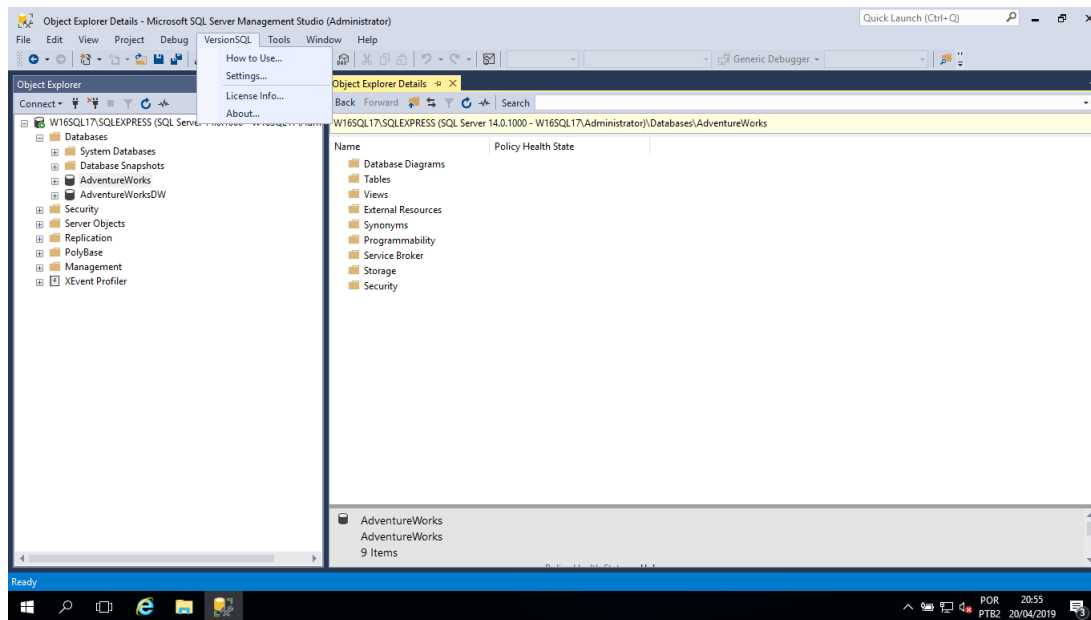 Object Explorer Details - Microsoft SQL Server Management Studio (Administrator)
Quick Launch (Ctrl+Q)
File Edit View Project Debug VersionSQL Tools Window Help
Generic Debugger
How to Use...
Settings...
License Info...
About...
Object Explorer
Connect
W16SQL17\SQLEXPRESS (SQL Server
Databases
System Databases
Database Snapshots
AdventureWorks
AdventureWorksDW
Security
Server Objects
Replication
PolyBase
Management
XEvent Profiler
Object Explorer Details
Back Forward Search
W16SQL17\SQLEXPRESS (SQL Server 14.0.1000 - W16SQL17\Administrator)\Databases\AdventureWorks
Name Policy Health State
Database Diagrams
Tables
Views
External Resources
Synonyms
Programmability
Service Broker
Storage
Security
AdventureWorks
AdventureWorks
9 Items
Ready
POR 20:55
PTB2 20/04/2019
3